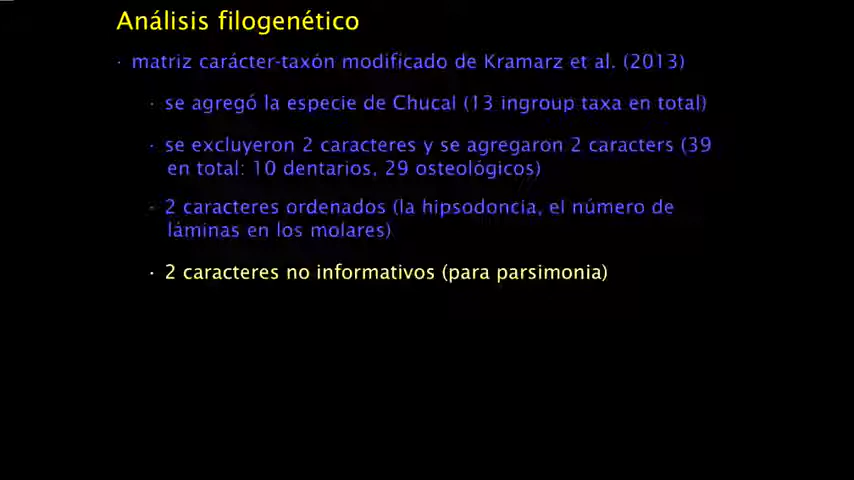 Análisis filogenético
· matriz carácter-taxón modificado de Kramarz et al. (2013)
· se agregó la especie de Chucal (13 ingroup taxa en total)
· se excluyeron 2 caracteres y se agregaron 2 caracters (39
en total: 10 dentarios, 29 osteológicos)
· 2 caracteres ordenados (la hipsodoncia, el número de
láminas en los molares)
· 2 caracteres no informativos (para parsimonia)